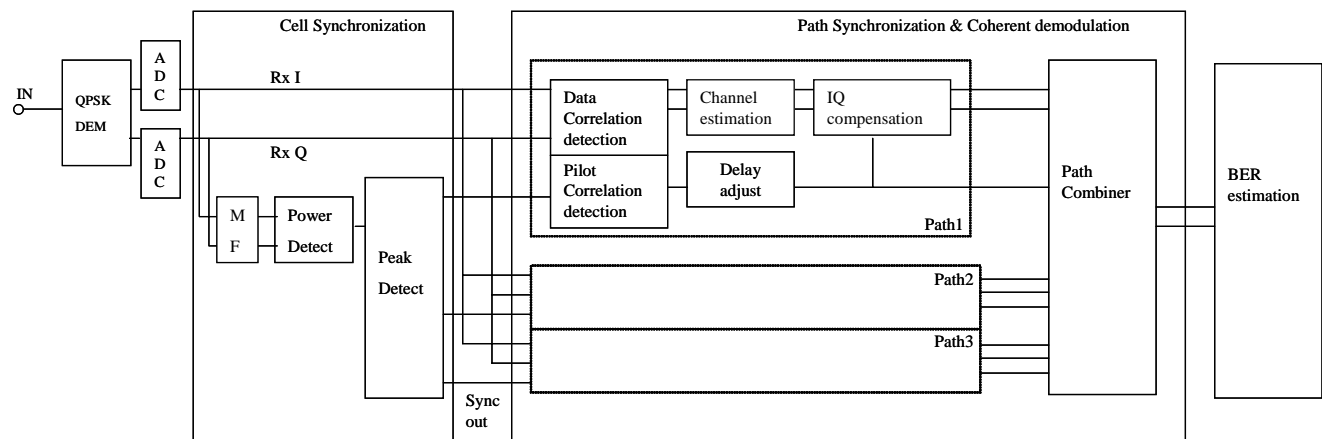 Cell Synchronization
Path Synchronization & Coherent demodulation
IN
QPSK
DEM
A
D
C
A
D
C
Rx I
Rx Q
M
F
Power
Detect
Peak
Detect
Sync
out
Data
Correlation
detection
Pilot
Correlation
detection
Channel
estimation
IQ
compensation
Delay
adjust
Path1
Path2
Path3
Path
Combiner
BER
estimation